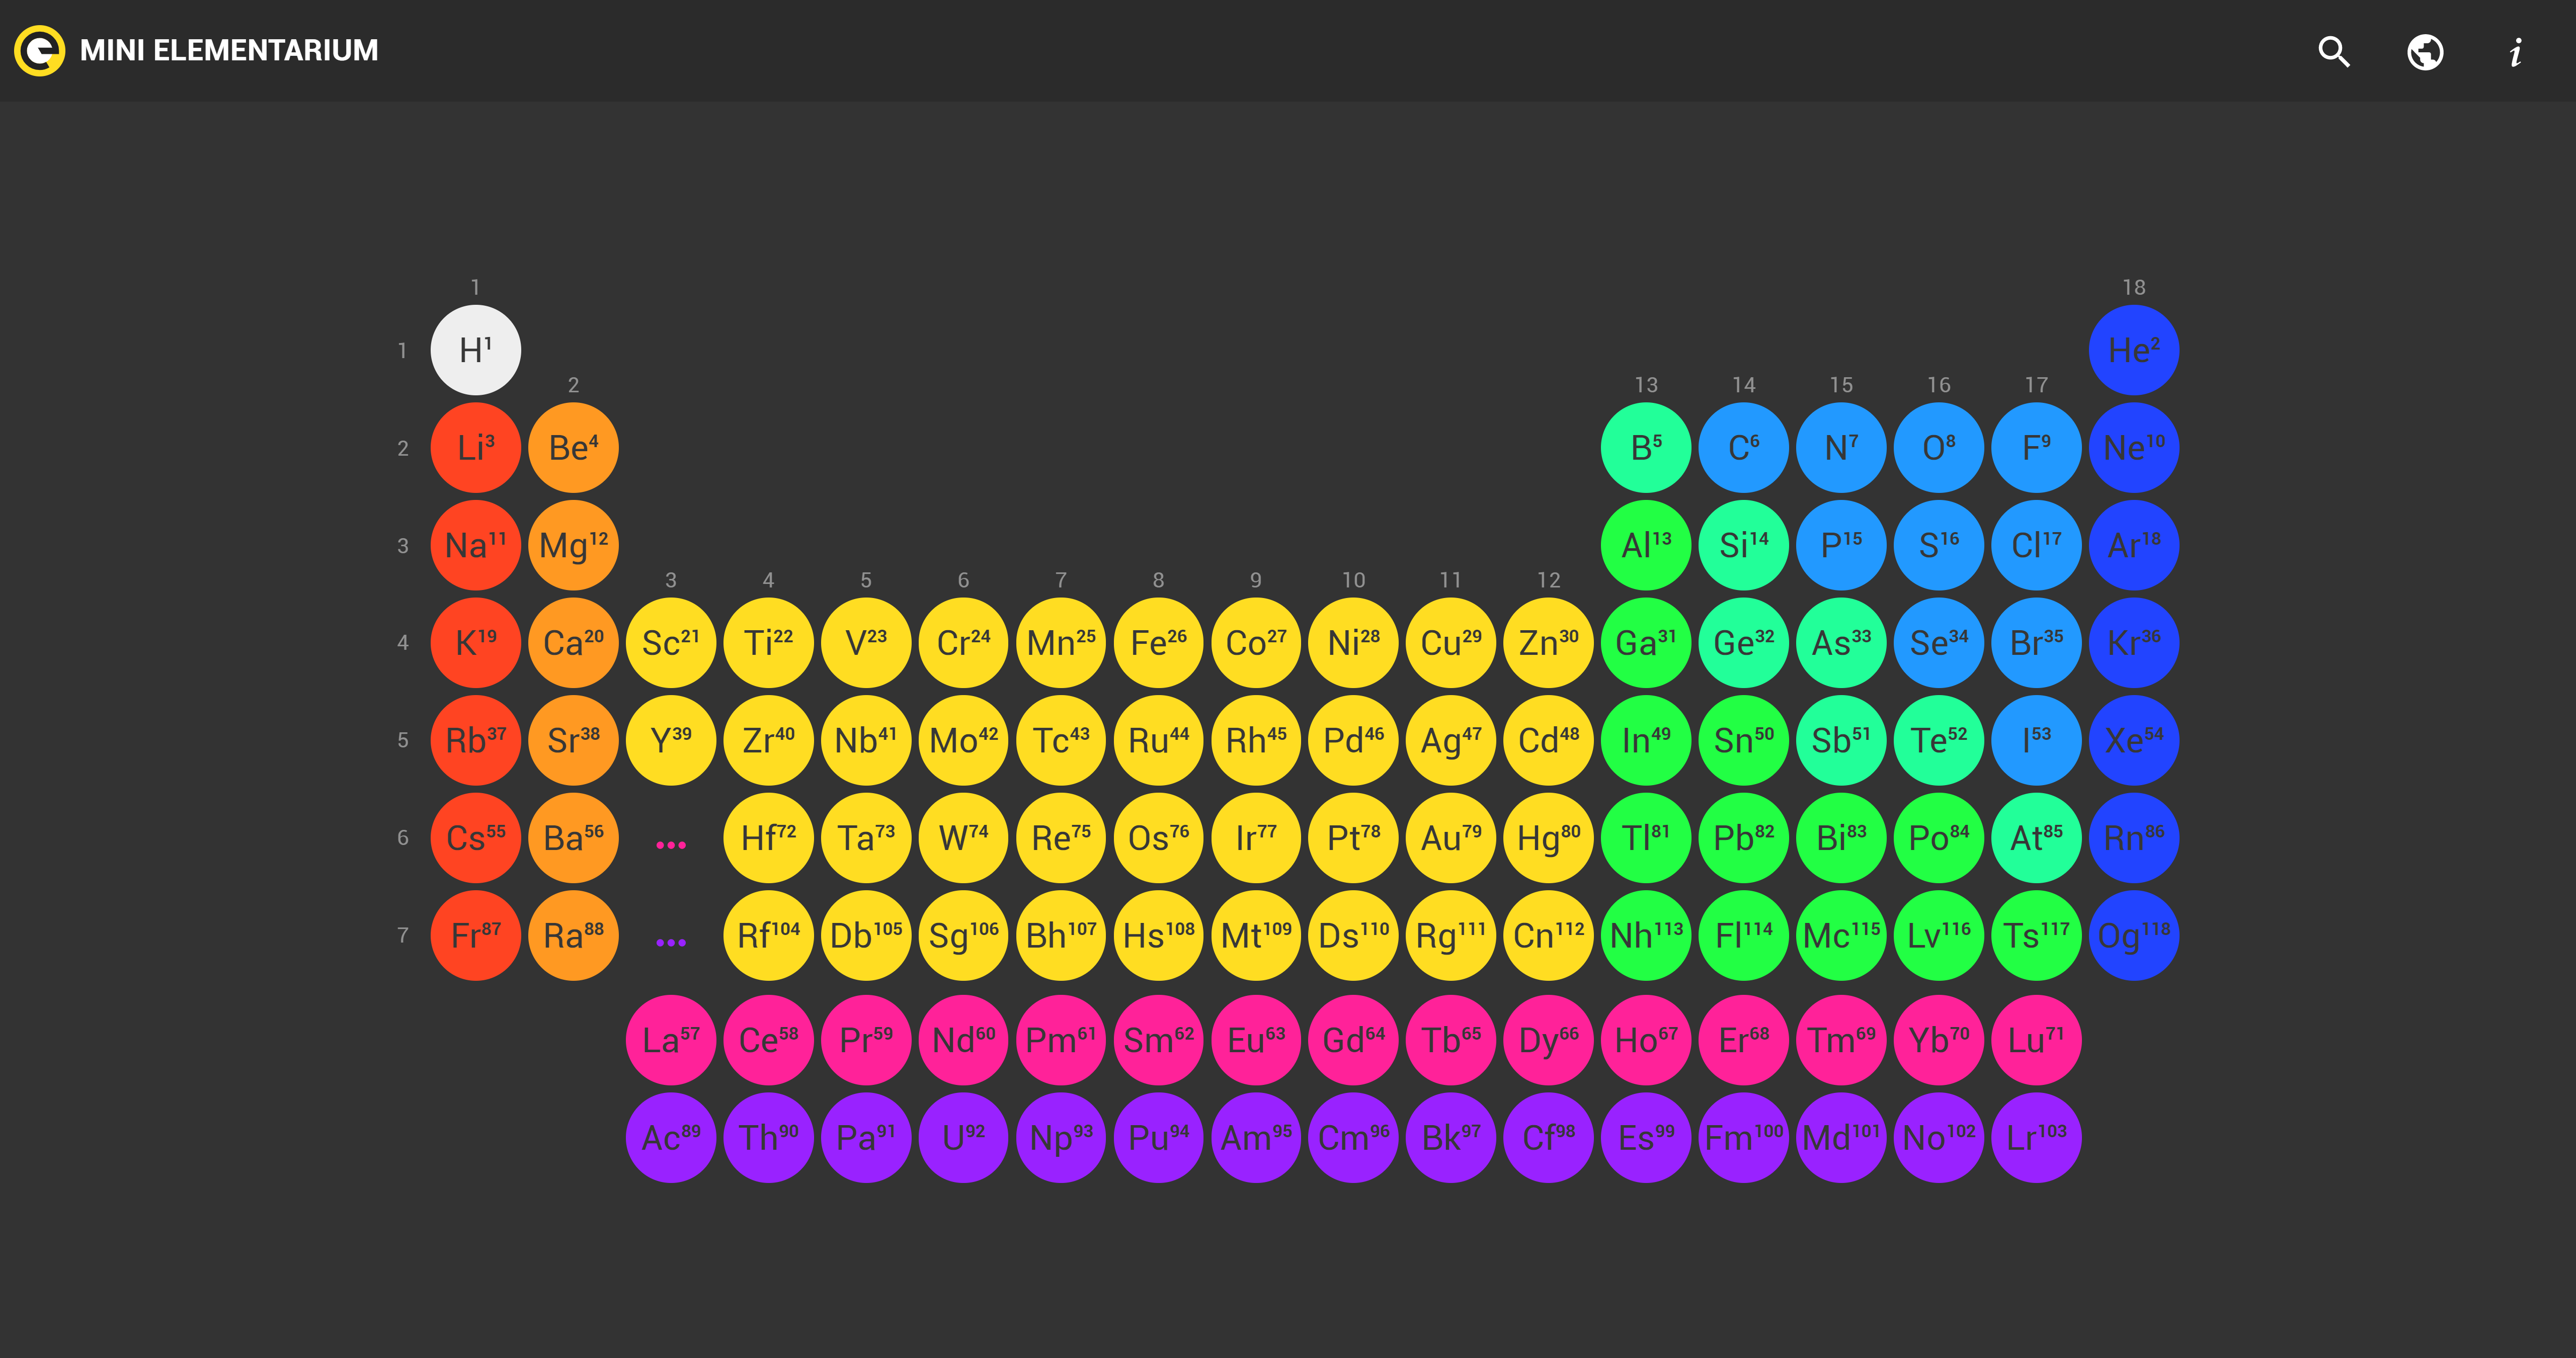 MINI ELEMENTARIUM
1 18
1 H¹ He²
2 13 14 15 16 17
2 Li³ Be⁴ B⁵ C⁶ N⁷ O⁸ F⁹ Ne¹⁰
3 Na¹¹ Mg¹² Al¹³ Si¹⁴ P¹⁵ S¹⁶ Cl¹⁷ Ar¹⁸
3 4 5 6 7 8 9 10 11 12
4 K¹⁹ Ca²⁰ Sc²¹ Ti²² V²³ Cr²⁴ Mn²⁵ Fe²⁶ Co²⁷ Ni²⁸ Cu²⁹ Zn³⁰ Ga³¹ Ge³² As³³ Se³⁴ Br³⁵ Kr³⁶
5 Rb³⁷ Sr³⁸ Y³⁹ Zr⁴⁰ Nb⁴¹ Mo⁴² Tc⁴³ Ru⁴⁴ Rh⁴⁵ Pd⁴⁶ Ag⁴⁷ Cd⁴⁸ In⁴⁹ Sn⁵⁰ Sb⁵¹ Te⁵² I⁵³ Xe⁵⁴
6 Cs⁵⁵ Ba⁵⁶ ... Hf⁷² Ta⁷³ W⁷⁴ Re⁷⁵ Os⁷⁶ Ir⁷⁷ Pt⁷⁸ Au⁷⁹ Hg⁸⁰ Tl⁸¹ Pb⁸² Bi⁸³ Po⁸⁴ At⁸⁵ Rn⁸⁶
7 Fr⁸⁷ Ra⁸⁸ ... Rf¹⁰⁴ Db¹⁰⁵ Sg¹⁰⁶ Bh¹⁰⁷ Hs¹⁰⁸ Mt¹⁰⁹ Ds¹¹⁰ Rg¹¹¹ Cn¹¹² Nh¹¹³ Fl¹¹⁴ Mc¹¹⁵ Lv¹¹⁶ Ts¹¹⁷ Og¹¹⁸
La⁵⁷ Ce⁵⁸ Pr⁵⁹ Nd⁶⁰ Pm⁶¹ Sm⁶² Eu⁶³ Gd⁶⁴ Tb⁶⁵ Dy⁶⁶ Ho⁶⁷ Er⁶⁸ Tm⁶⁹ Yb⁷⁰ Lu⁷¹
Ac⁸⁹ Th⁹⁰ Pa⁹¹ U⁹² Np⁹³ Pu⁹⁴ Am⁹⁵ Cm⁹⁶ Bk⁹⁷ Cf⁹⁸ Es⁹⁹ Fm¹⁰⁰ Md¹⁰¹ No¹⁰² Lr¹⁰³